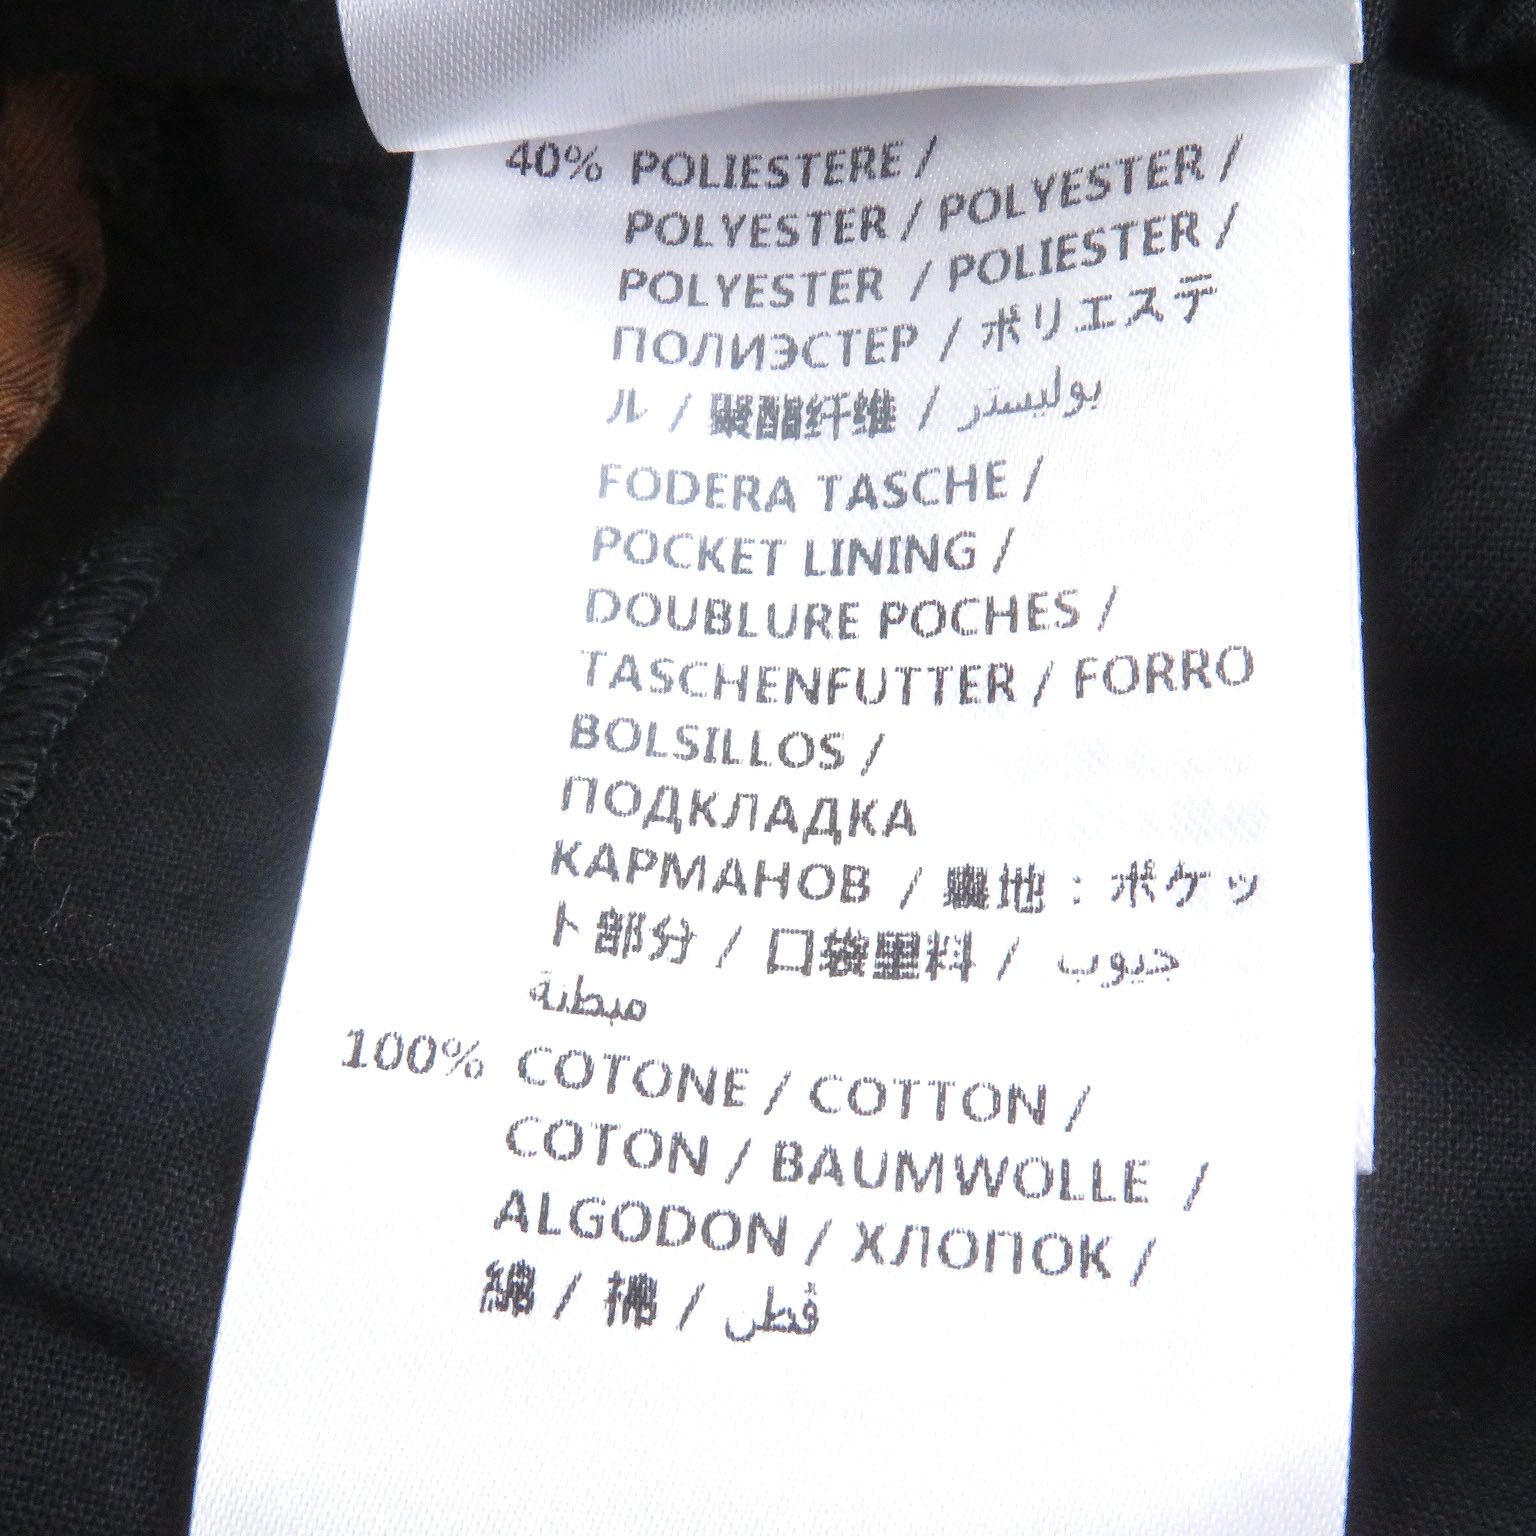 40% POLIESTERE /
POLYESTER / POLYESTER /
POLYESTER / POLIESTER /
ПОЛИЭСТЕР / ポリエステ
ル / 聚酯纤维 / بوليستر
FODERA TASCHE /
POCKET LINING /
DOUBLURE POCHES /
TASCHENFUTTER / FORRO
BOLSILLOS /
ПОДКЛАДКА
КАРМАНОВ / 裏地：ポケッ
ト部分 / 口袋里料 / جيوب
مبطنة
100% COTONE / COTTON /
COTON / BAUMWOLLE /
ALGODON / ХЛОПОК /
綿 / 棉 / قطن